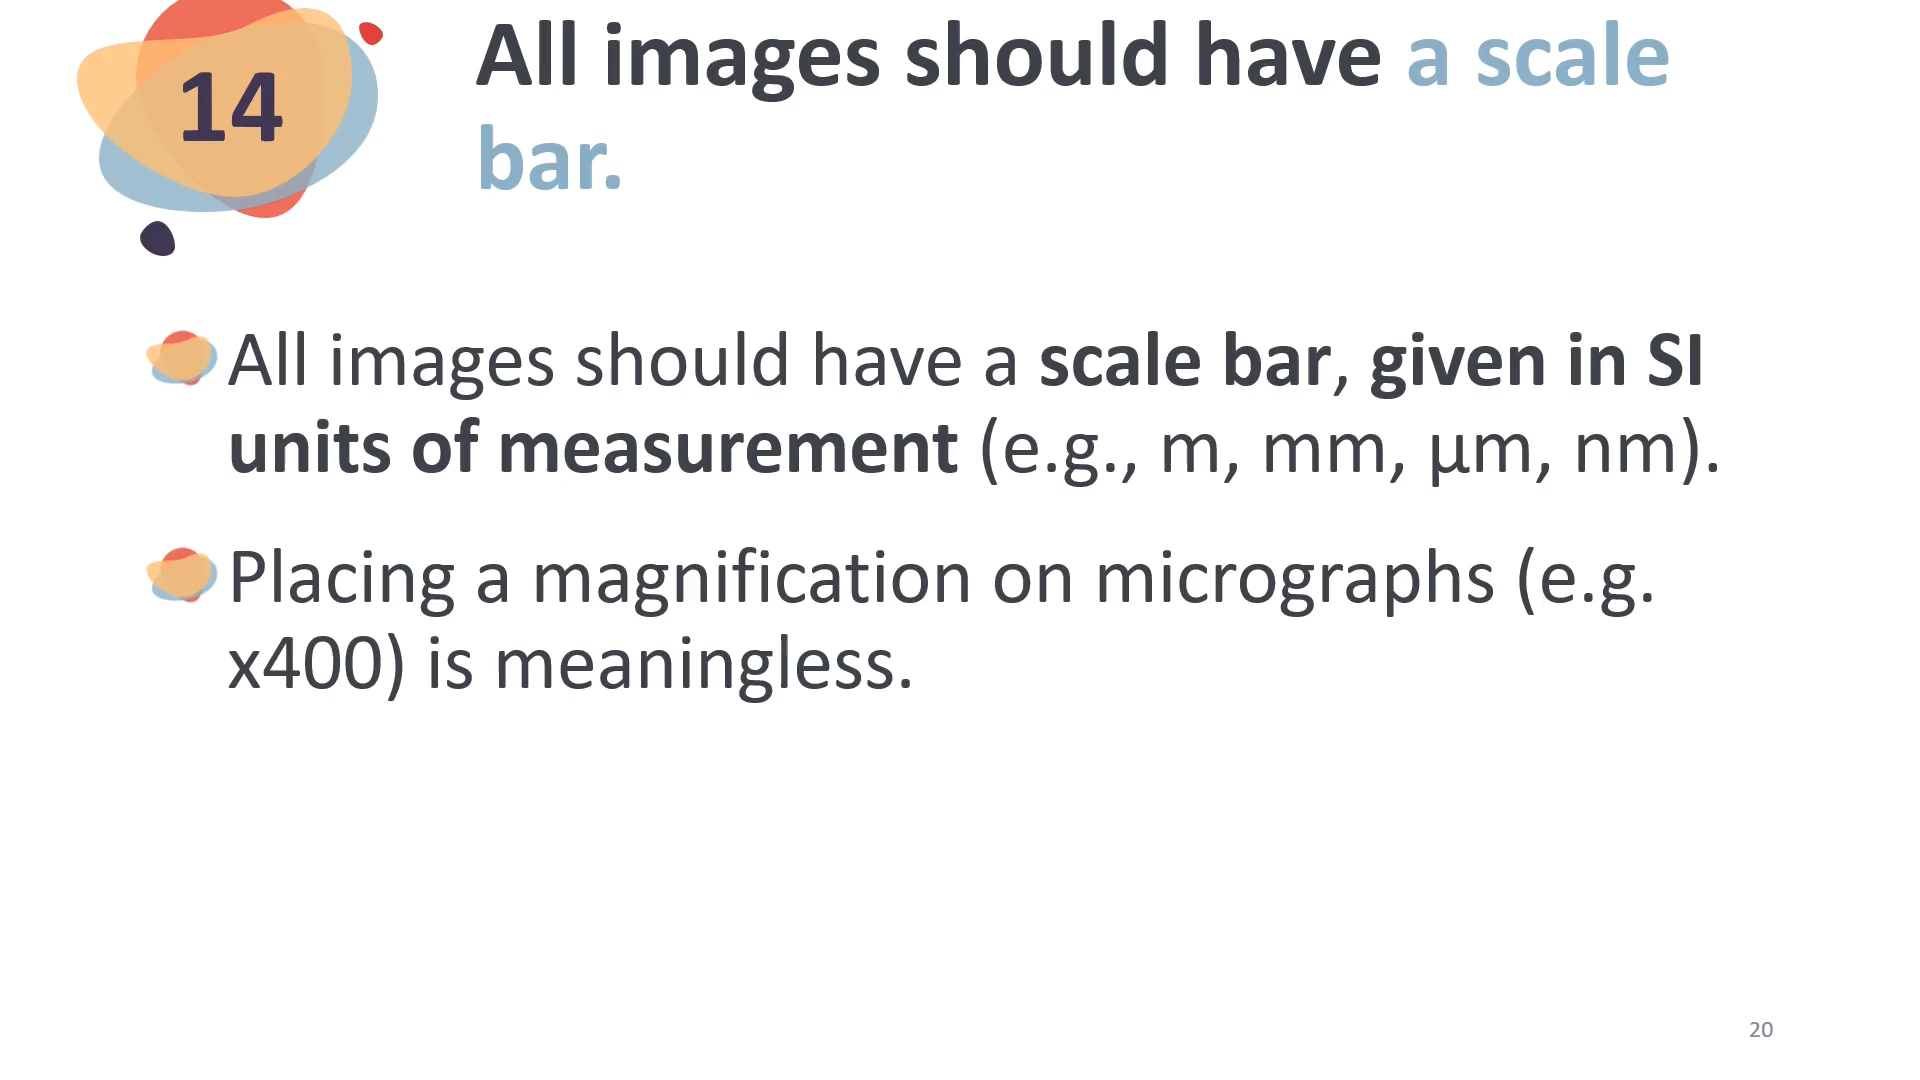 14
All images should have a scale
bar.
All images should have a scale bar, given in SI
units of measurement (e.g., m, mm, µm, nm).
Placing a magnification on micrographs (e.g.
x400) is meaningless.
20